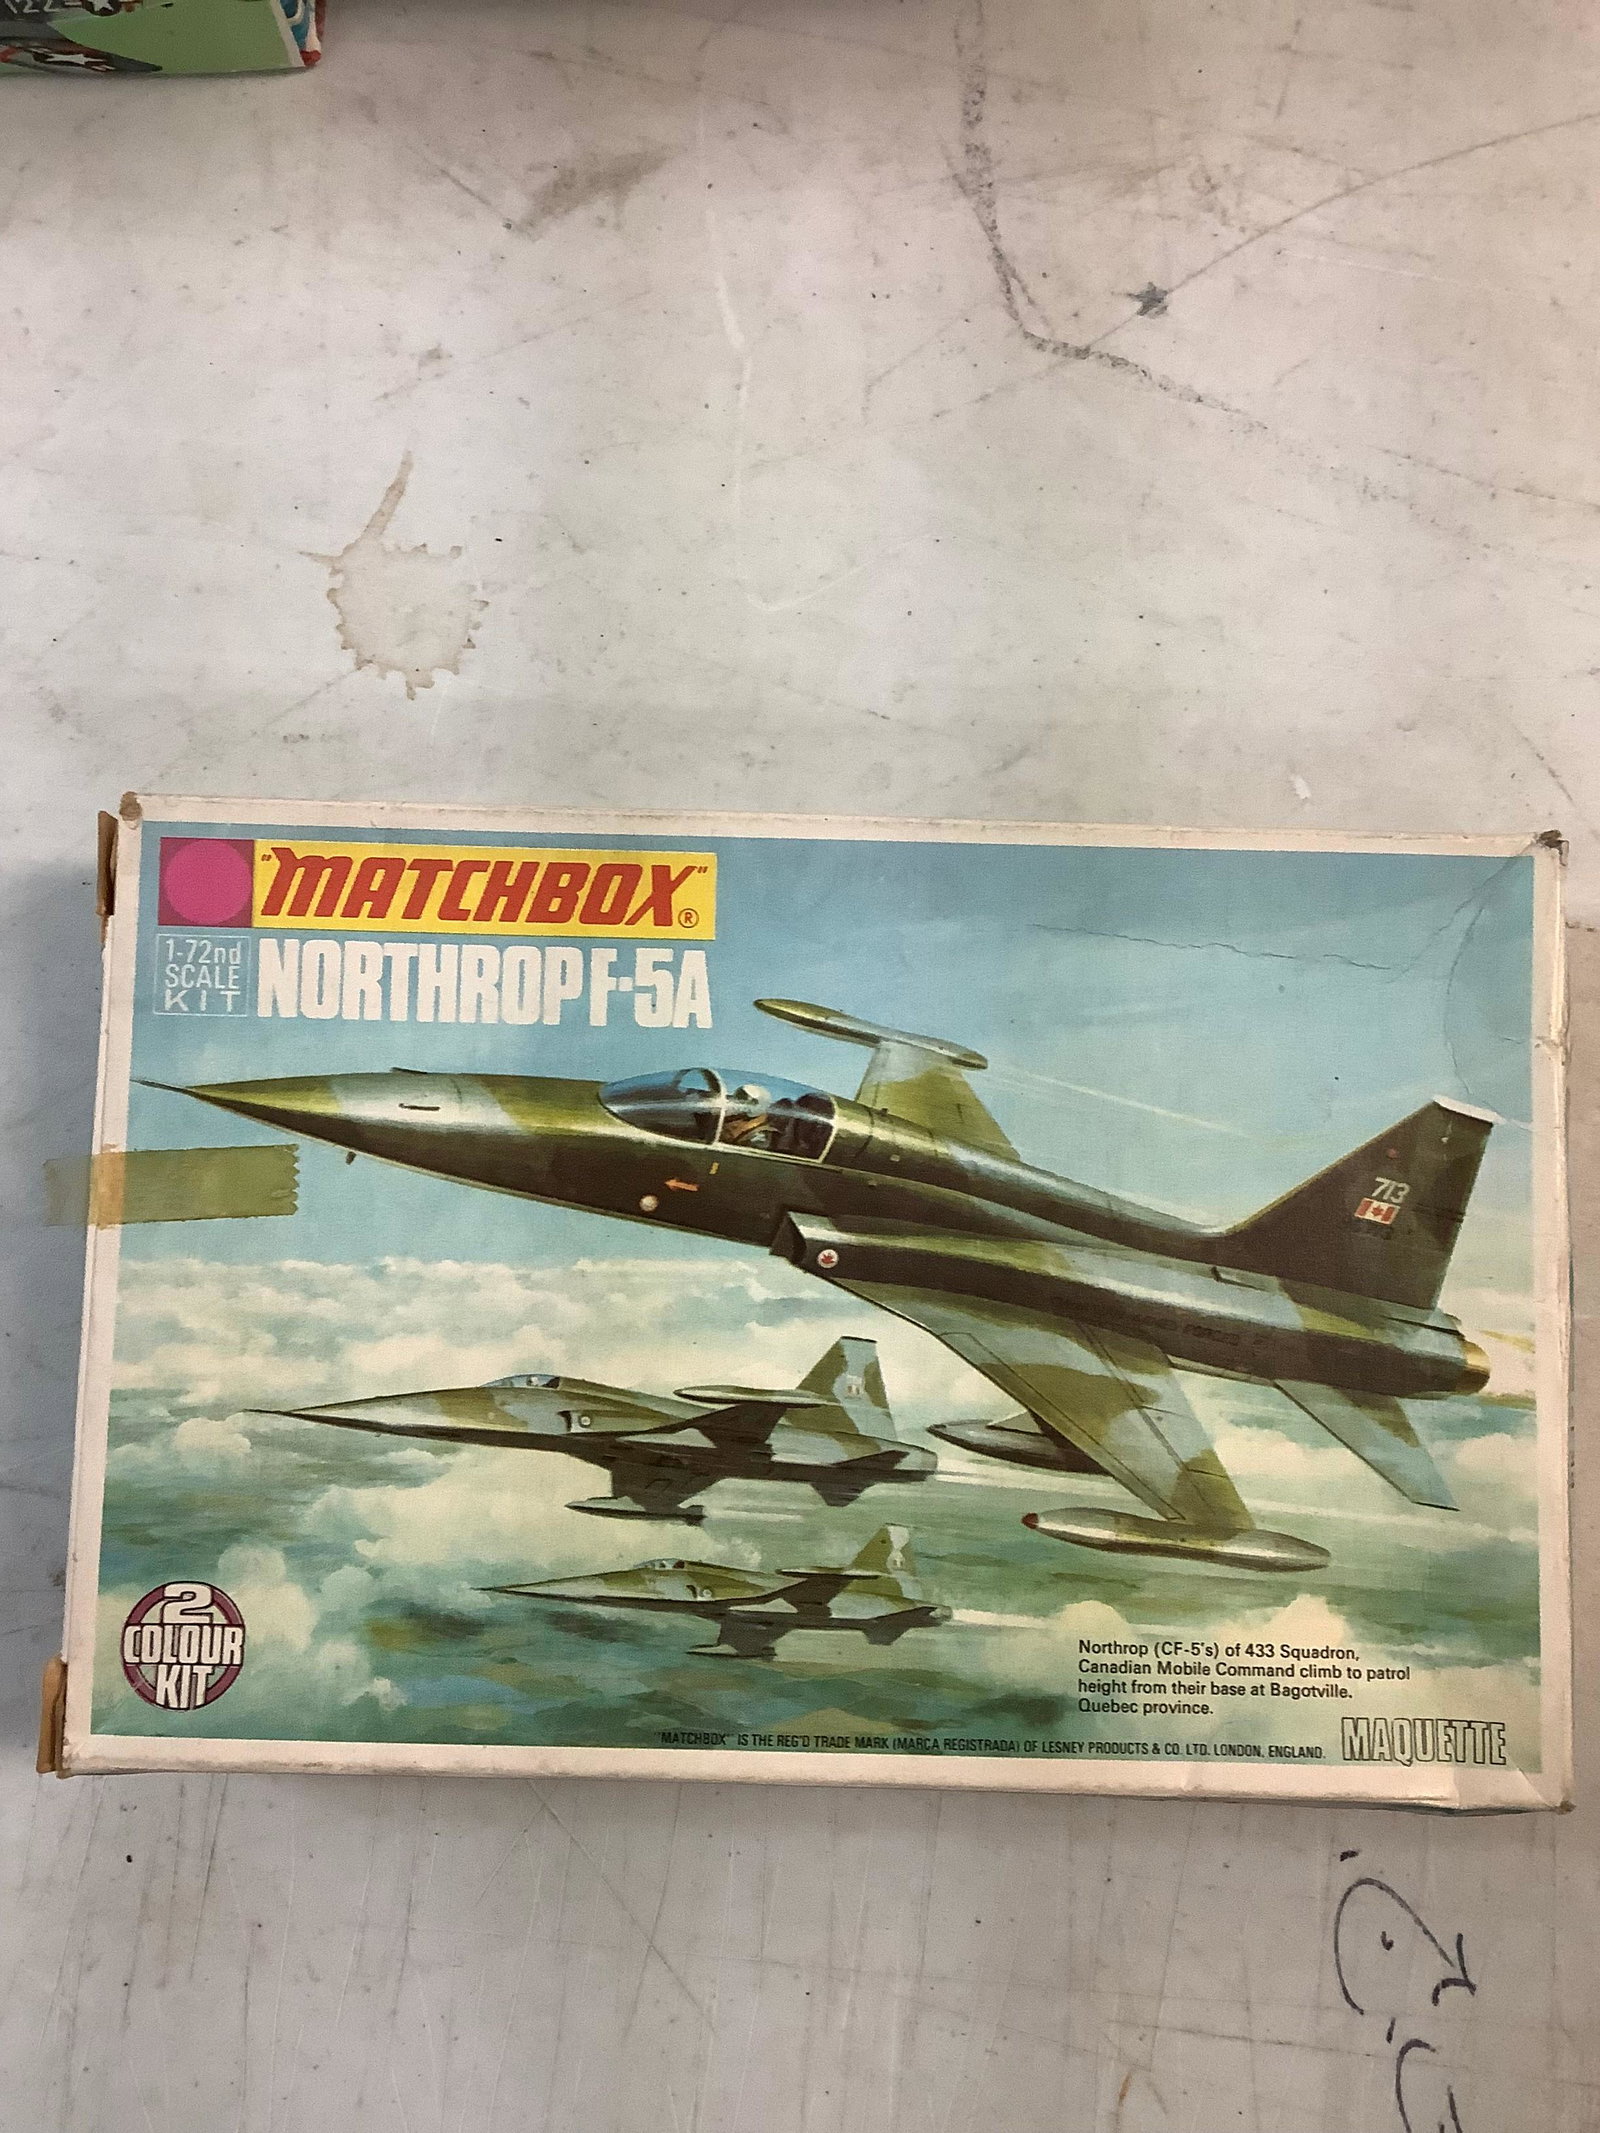 "MATCHBOX"®
1-72nd
SCALE
KIT
NORTHROP F-5A
713
2
COLOUR
KIT
Northrop (CF-5's) of 433 Squadron,
Canadian Mobile Command climb to patrol
height from their base at Bagotville.
Quebec province.
"MATCHBOX" IS THE REG'D TRADE MARK (MARCA REGISTRADA) OF LESNEY PRODUCTS & CO. LTD. LONDON, ENGLAND.
MAQUETTE